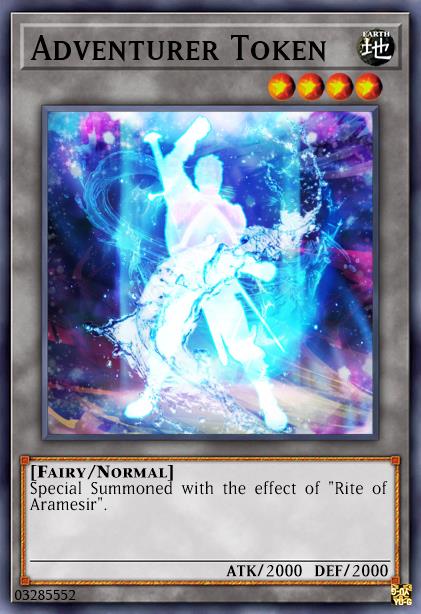 ADVENTURER TOKEN
EARTH
地
[FAIRY/NORMAL]
Special Summoned with the effect of "Rite of
Aramesir".
ATK/2000 DEF/2000
03285552